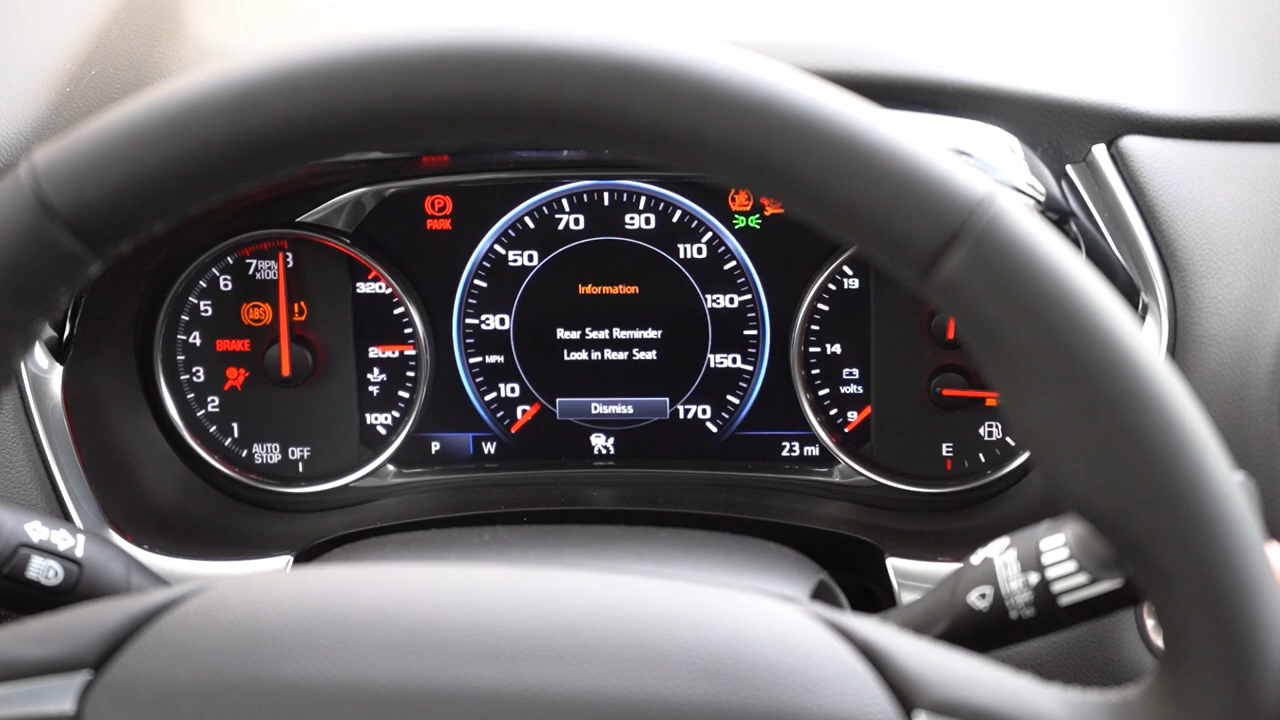 PARK
70
90
50
110
30
130
MPH
150
10
0
170
Information
Rear Seat Reminder
Look in Rear Seat
Dismiss
P
W
23 mi
8
7
RPM
x100
6
5
4
3
2
1
ABS
BRAKE
AUTO
STOP
OFF
320
200
°F
100
19
14
volts
9
E